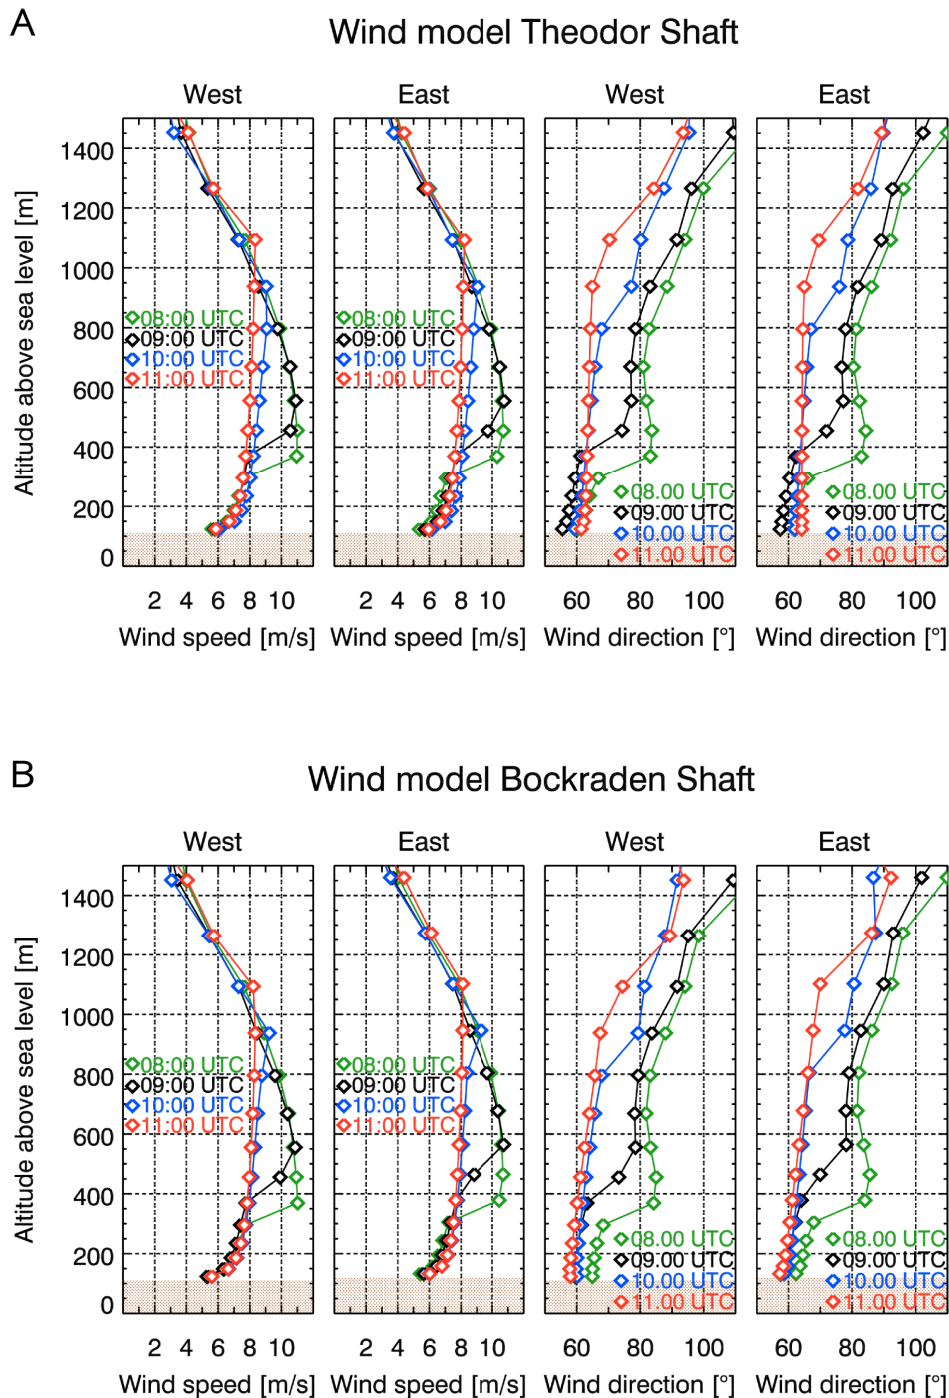 A
Wind model Theodor Shaft
West East West East
Altitude above sea level [m]
1400
1200
1000
800
600
400
200
0
08:00 UTC
09:00 UTC
10:00 UTC
11:00 UTC
08:00 UTC
09:00 UTC
10:00 UTC
11:00 UTC
08.00 UTC
09.00 UTC
10.00 UTC
11.00 UTC
08.00 UTC
09.00 UTC
10.00 UTC
11.00 UTC
2 4 6 8 10 2 4 6 8 10 60 80 100 60 80 100
Wind speed [m/s] Wind speed [m/s] Wind direction [°] Wind direction [°]
B
Wind model Bockraden Shaft
West East West East
Altitude above sea level [m]
1400
1200
1000
800
600
400
200
0
08:00 UTC
09:00 UTC
10:00 UTC
11:00 UTC
08:00 UTC
09:00 UTC
10:00 UTC
11:00 UTC
08.00 UTC
09.00 UTC
10.00 UTC
11.00 UTC
08.00 UTC
09.00 UTC
10.00 UTC
11.00 UTC
2 4 6 8 10 2 4 6 8 10 60 80 100 60 80 100
Wind speed [m/s] Wind speed [m/s] Wind direction [°] Wind direction [°]